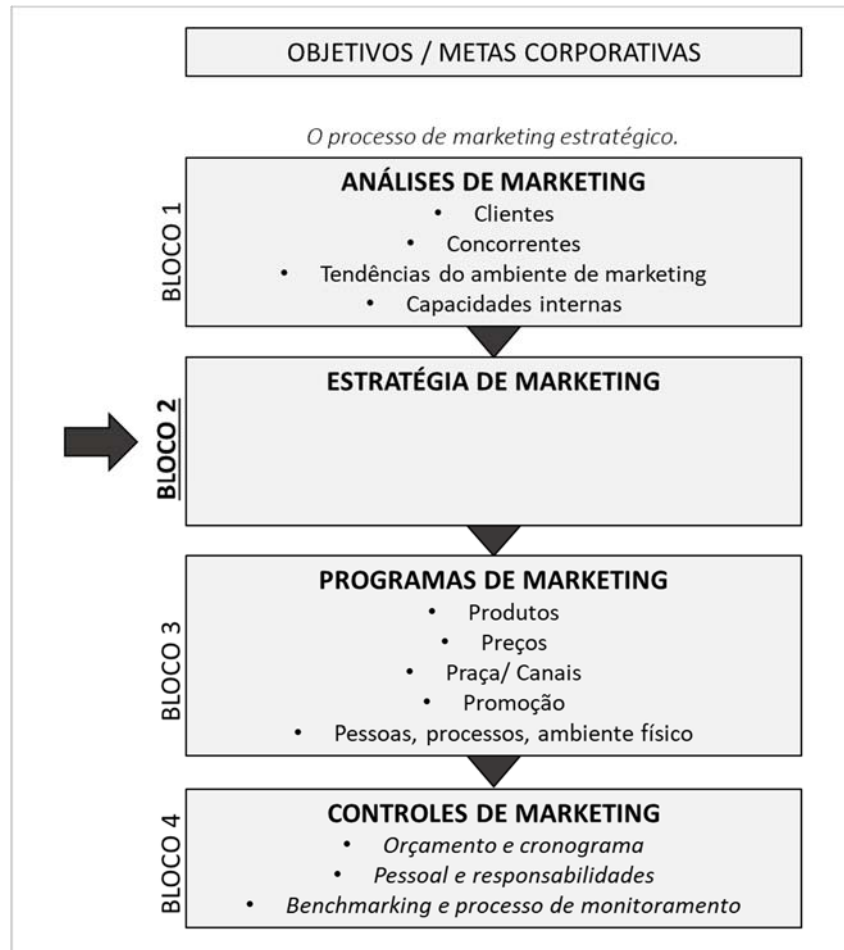 OBJETIVOS / METAS CORPORATIVAS
O processo de marketing estratégico.
BLOCO 1
ANÁLISES DE MARKETING
• Clientes
• Concorrentes
• Tendências do ambiente de marketing
• Capacidades internas
BLOCO 2
ESTRATÉGIA DE MARKETING
BLOCO 3
PROGRAMAS DE MARKETING
• Produtos
• Preços
• Praça/ Canais
• Promoção
• Pessoas, processos, ambiente físico
BLOCO 4
CONTROLES DE MARKETING
• Orçamento e cronograma
• Pessoal e responsabilidades
• Benchmarking e processo de monitoramento